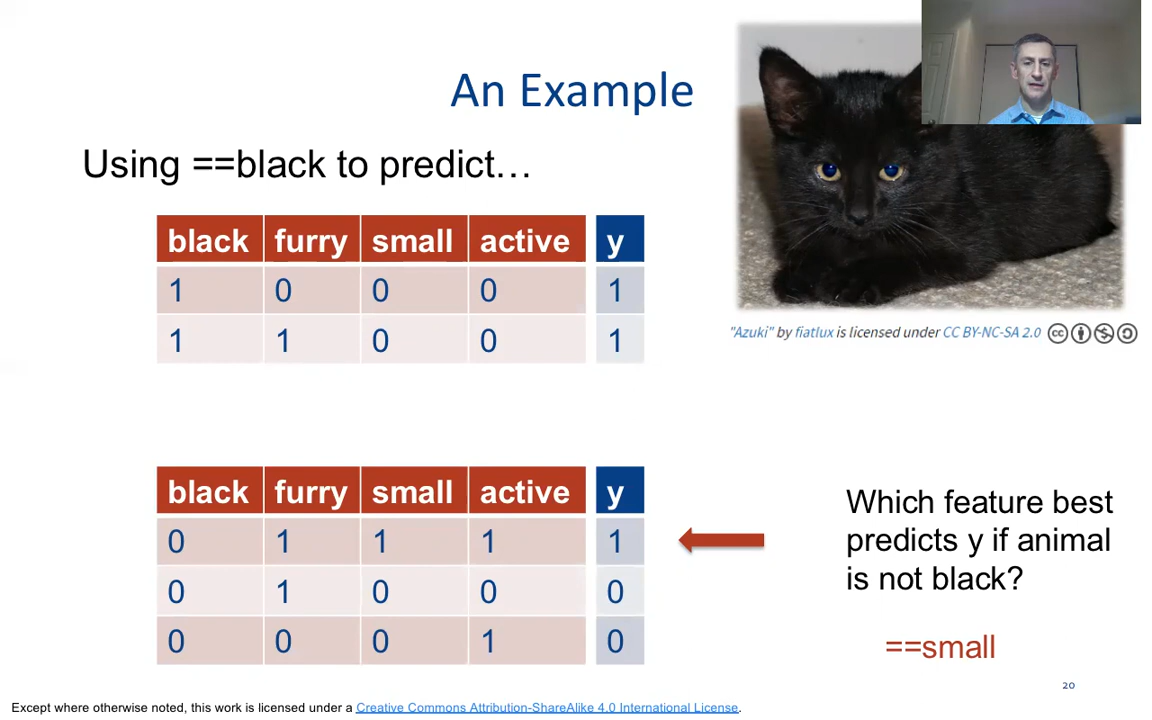 An Example
Using ==black to predict…
black furry small active y
1 0 0 0 1
1 1 0 0 1
"Azuki" by fiatlux is licensed under CC BY-NC-SA 2.0
black furry small active y
0 1 1 1 1
0 1 0 0 0
0 0 0 1 0
Which feature best
predicts y if animal
is not black?
==small
20
Except where otherwise noted, this work is licensed under a Creative Commons Attribution-ShareAlike 4.0 International License.